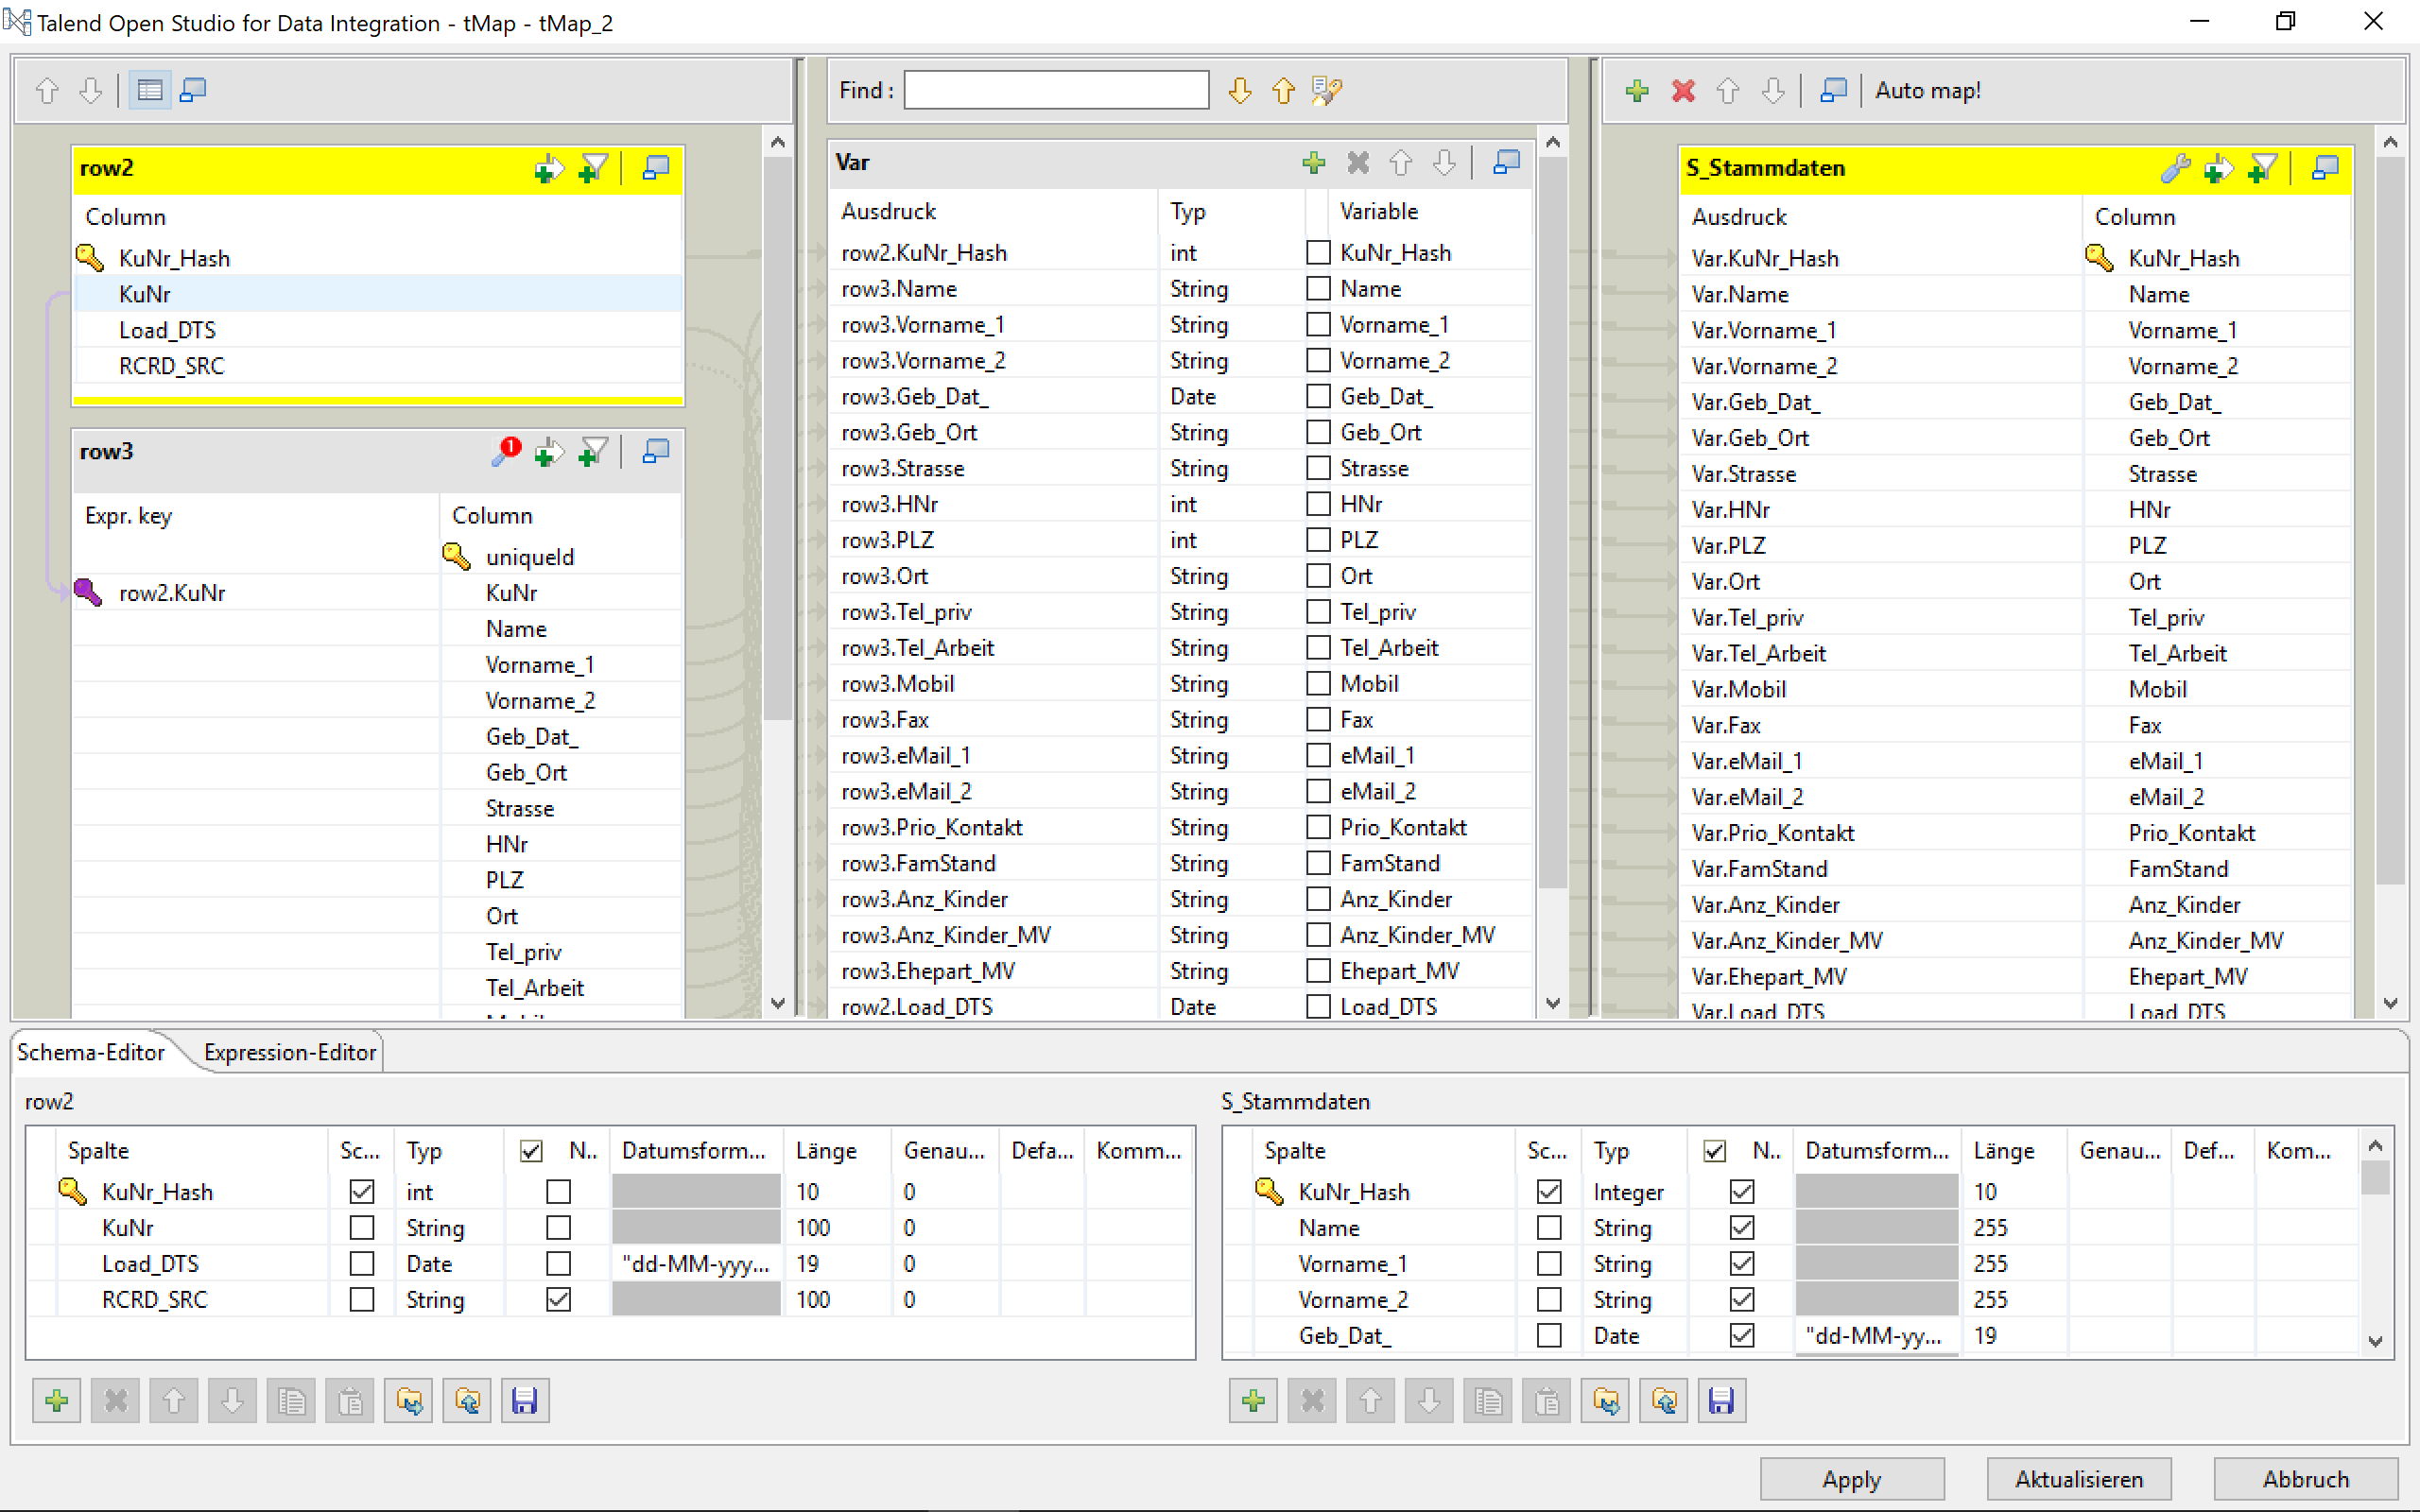 Talend Open Studio for Data Integration - tMap - tMap_2
row2
Column
KuNr_Hash
KuNr
Load_DTS
RCRD_SRC
row3
1
Expr. key Column
uniqueId
row2.KuNr KuNr
Name
Vorname_1
Vorname_2
Geb_Dat_
Geb_Ort
Strasse
HNr
PLZ
Ort
Tel_priv
Tel_Arbeit
Find :
Var
Ausdruck Typ Variable
row2.KuNr_Hash int KuNr_Hash
row3.Name String Name
row3.Vorname_1 String Vorname_1
row3.Vorname_2 String Vorname_2
row3.Geb_Dat_ Date Geb_Dat_
row3.Geb_Ort String Geb_Ort
row3.Strasse String Strasse
row3.HNr int HNr
row3.PLZ int PLZ
row3.Ort String Ort
row3.Tel_priv String Tel_priv
row3.Tel_Arbeit String Tel_Arbeit
row3.Mobil String Mobil
row3.Fax String Fax
row3.eMail_1 String eMail_1
row3.eMail_2 String eMail_2
row3.Prio_Kontakt String Prio_Kontakt
row3.FamStand String FamStand
row3.Anz_Kinder String Anz_Kinder
row3.Anz_Kinder_MV String Anz_Kinder_MV
row3.Ehepart_MV String Ehepart_MV
row2.Load_DTS Date Load_DTS
Auto map!
S_Stammdaten
Ausdruck Column
Var.KuNr_Hash KuNr_Hash
Var.Name Name
Var.Vorname_1 Vorname_1
Var.Vorname_2 Vorname_2
Var.Geb_Dat_ Geb_Dat_
Var.Geb_Ort Geb_Ort
Var.Strasse Strasse
Var.HNr HNr
Var.PLZ PLZ
Var.Ort Ort
Var.Tel_priv Tel_priv
Var.Tel_Arbeit Tel_Arbeit
Var.Mobil Mobil
Var.Fax Fax
Var.eMail_1 eMail_1
Var.eMail_2 eMail_2
Var.Prio_Kontakt Prio_Kontakt
Var.FamStand FamStand
Var.Anz_Kinder Anz_Kinder
Var.Anz_Kinder_MV Anz_Kinder_MV
Var.Ehepart_MV Ehepart_MV
Var.Load_DTS Load_DTS
Schema-Editor Expression-Editor
row2
Spalte Sc... Typ N.. Datumsform... Länge Genau... Defa... Komm...
KuNr_Hash int 10 0
KuNr String 100 0
Load_DTS Date "dd-MM-yyy... 19 0
RCRD_SRC String 100 0
S_Stammdaten
Spalte Sc... Typ N.. Datumsform... Länge Genau... Def... Kom...
KuNr_Hash Integer 10
Name String 255
Vorname_1 String 255
Vorname_2 String 255
Geb_Dat_ Date "dd-MM-yy... 19
Apply Aktualisieren Abbruch